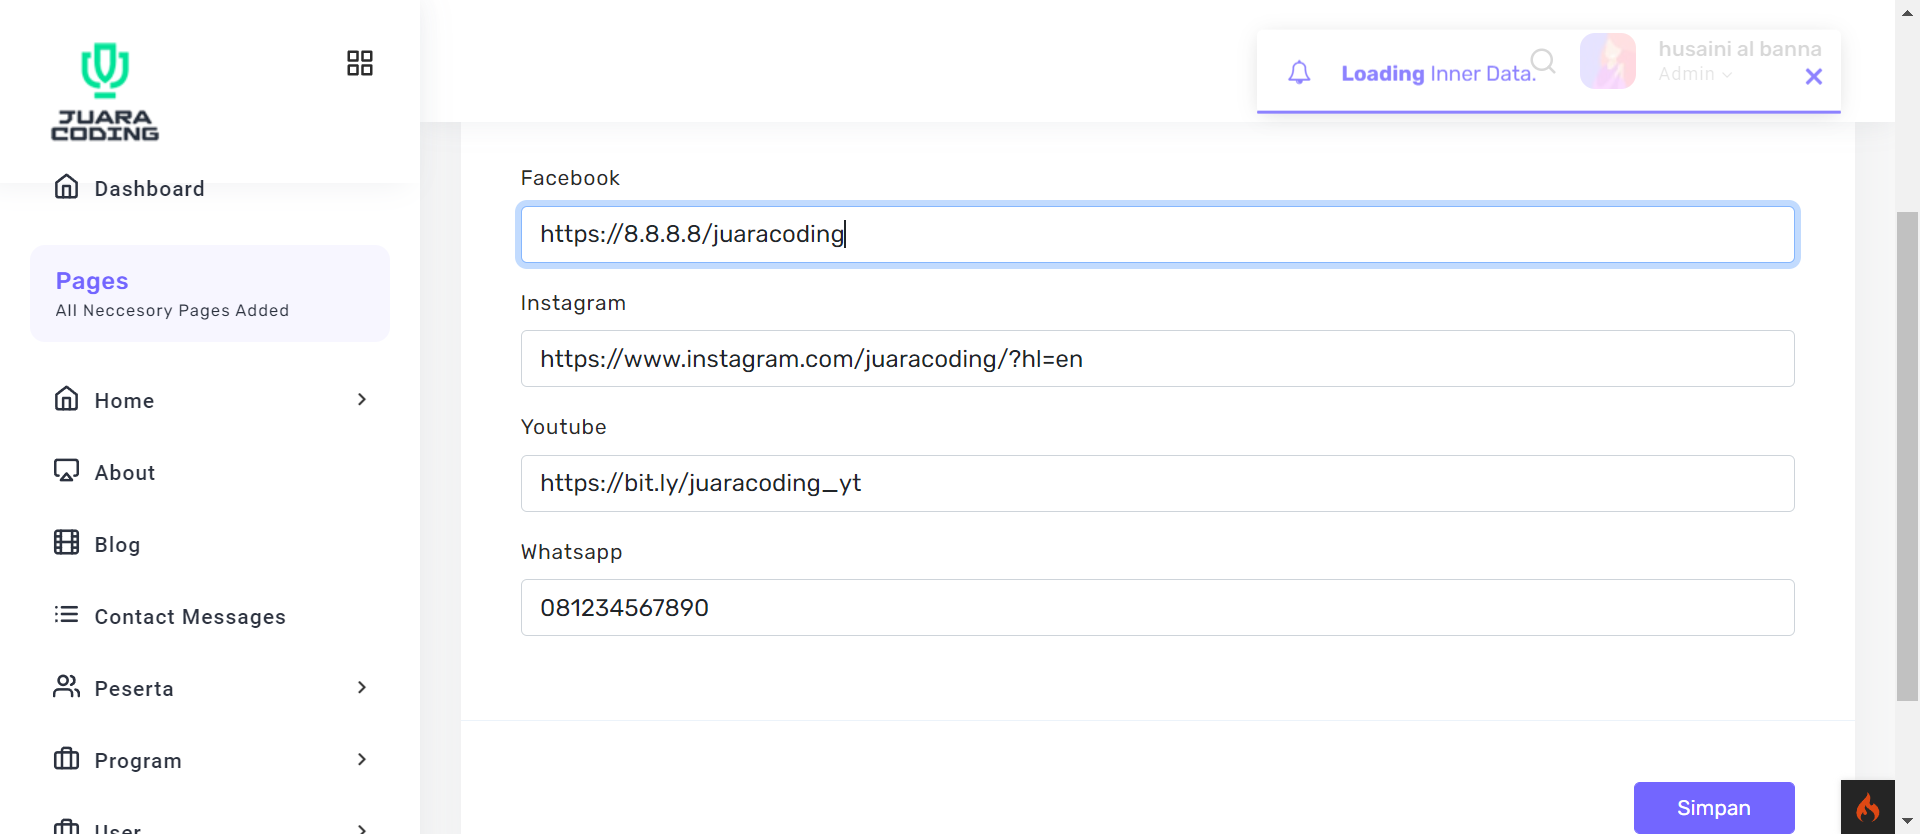 JUARA
CODING
Dashboard
Pages
All Neccesory Pages Added
Home
About
Blog
Contact Messages
Peserta
Program
User
Loading Inner Data.
husaini al banna
Admin
Facebook
https://8.8.8.8/juaracoding
Instagram
https://www.instagram.com/juaracoding/?hl=en
Youtube
https://bit.ly/juaracoding_yt
Whatsapp
081234567890
Simpan